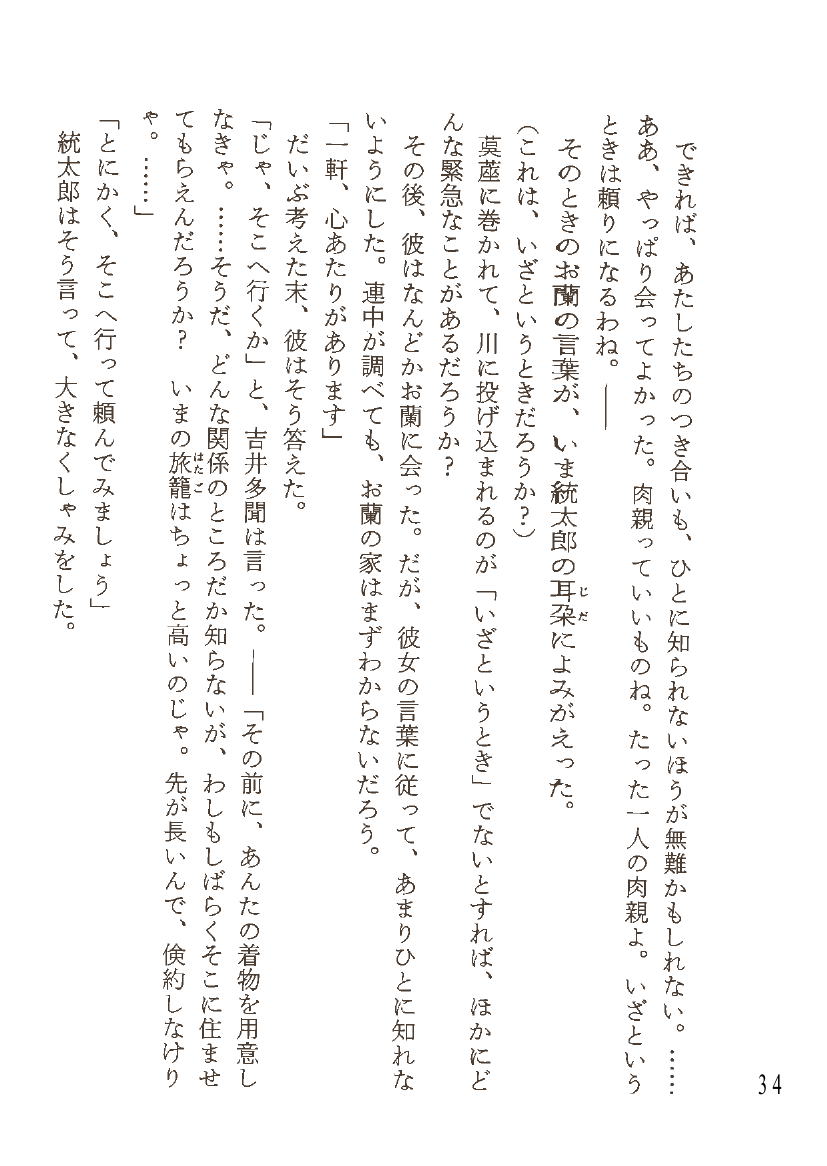 できれば、あたしたちのつき合いも、ひとに知られないほうが無難かもしれない。……
ああ、やっぱり会ってよかった。肉親っていいものね。たった一人の肉親よ。いざという
ときは頼りになるわね。――
そのときのお蘭の言葉が、いま統太郎の耳朶によみがえった。
じだ
（これは、いざというときだろうか？）
茣蓙に巻かれて、川に投げ込まれるのが「いざというとき」でないとすれば、ほかにど
んな緊急なことがあるだろうか？
その後、彼はなんどかお蘭に会った。だが、彼女の言葉に従って、あまりひとに知れな
いようにした。連中が調べても、お蘭の家はまずわからないだろう。
「一軒、心あたりがあります」
だいぶ考えた末、彼はそう答えた。
「じゃ、そこへ行くか」と、吉井多聞は言った。――「その前に、あんたの着物を用意し
なきゃ。……そうだ、どんな関係のところだか知らないが、わしもしばらくそこに住ませ
てもらえんだろうか？　いまの旅籠はちょっと高いのじゃ。先が長いんで、倹約しなけり
はたご
ゃ。……」
「とにかく、そこへ行って頼んでみましょう」
統太郎はそう言って、大きなくしゃみをした。
34